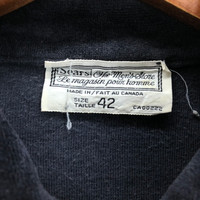 Sears The Men's Store
Le magasin pour homme
MADE IN / FAIT AU CANADA
SIZE
TAILLE 42